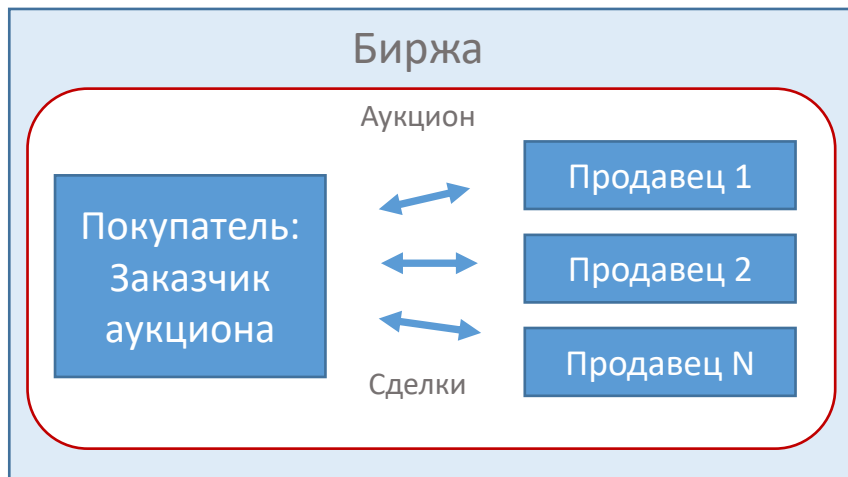 Биржа
Аукцион
Покупатель:
Заказчик
аукциона
Продавец 1
Продавец 2
Продавец N
Сделки